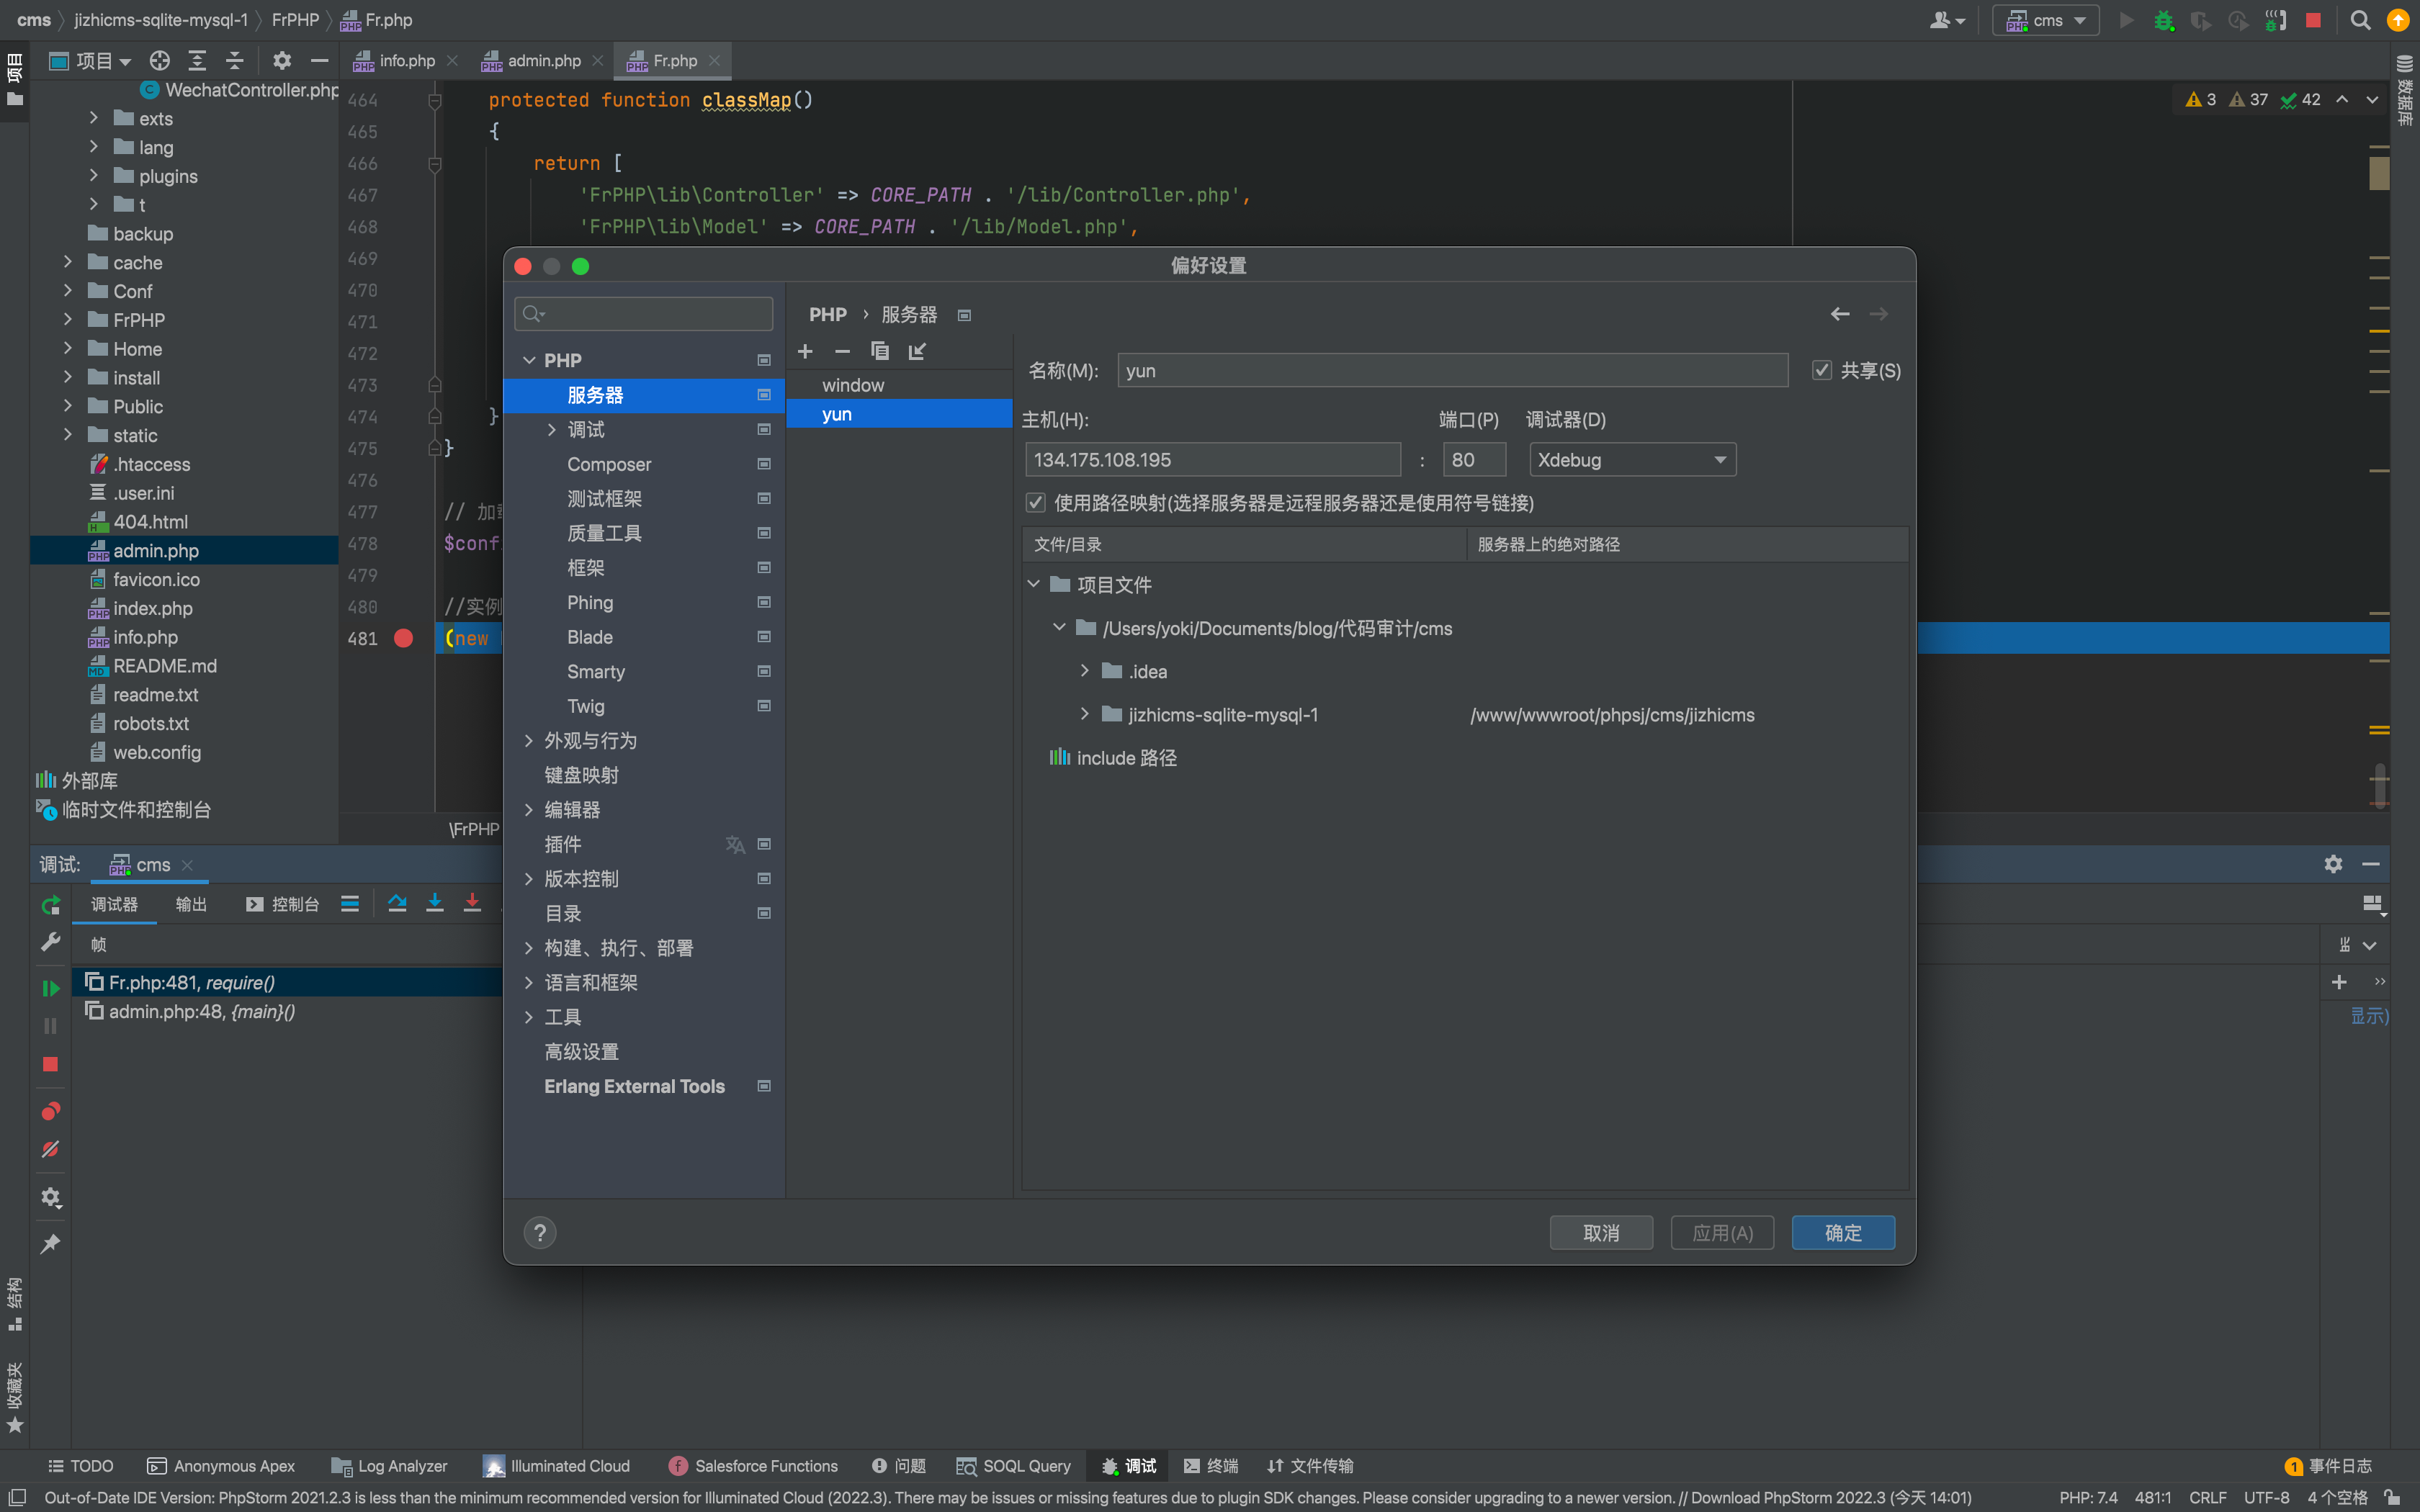 cms 〉 jizhicms-sqlite-mysql-1 〉 FrPHP 〉 Fr.php
cms
项目
项目
info.php
admin.php
Fr.php
数据库
WechatController.php
exts
lang
plugins
t
backup
cache
Conf
FrPHP
Home
install
Public
static
.htaccess
.user.ini
404.html
admin.php
favicon.ico
index.php
info.php
README.md
readme.txt
robots.txt
web.config
外部库
临时文件和控制台
3 37 42
464 protected function classMap()
465 {
466 return [
467 'FrPHP\lib\Controller' => CORE_PATH . '/lib/Controller.php',
468 'FrPHP\lib\Model' => CORE_PATH . '/lib/Model.php',
469
470
471
472
473
474 }
475 }
476
477 //
478 $conf
479
480 //实例
481 (new
\FrPHP
偏好设置
PHP
服务器
调试
Composer
测试框架
质量工具
框架
Phing
Blade
Smarty
Twig
外观与行为
键盘映射
编辑器
插件
版本控制
目录
构建、执行、部署
语言和框架
工具
高级设置
Erlang External Tools
PHP › 服务器
window
yun
名称(M): yun 共享(S)
主机(H): 端口(P) 调试器(D)
134.175.108.195 : 80 Xdebug
使用路径映射(选择服务器是远程服务器还是使用符号链接)
文件/目录 服务器上的绝对路径
项目文件
/Users/yoki/Documents/blog/代码审计/cms
.idea
jizhicms-sqlite-mysql-1 /www/wwwroot/phpsj/cms/jizhicms
include 路径
? 取消 应用(A) 确定
调试: cms
调试器 输出 控制台
帧
Fr.php:481, require()
admin.php:48, {main}()
显示)
结构
收藏夹
TODO Anonymous Apex Log Analyzer Illuminated Cloud Salesforce Functions 问题 SOQL Query 调试 终端 文件传输 1 事件日志
Out-of-Date IDE Version: PhpStorm 2021.2.3 is less than the minimum recommended version for Illuminated Cloud (2022.3). There may be issues or missing features due to plugin SDK changes. Please consider upgrading to a newer version. // Download PhpStorm 2022.3 (今天 14:01) PHP: 7.4 481:1 CRLF UTF-8 4 个空格